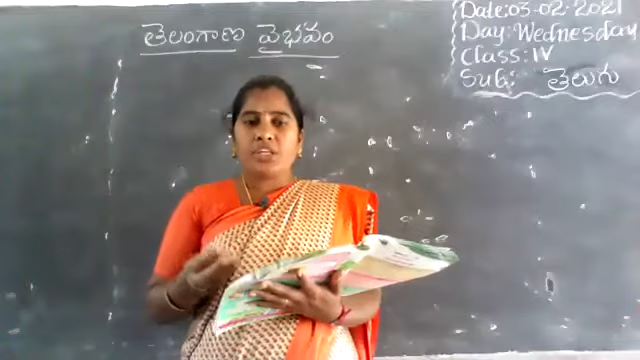 తెలంగాణ వైభవం
Date: 03-02-2021
Day: Wednesday
Class: IV
Sub: తెలుగు